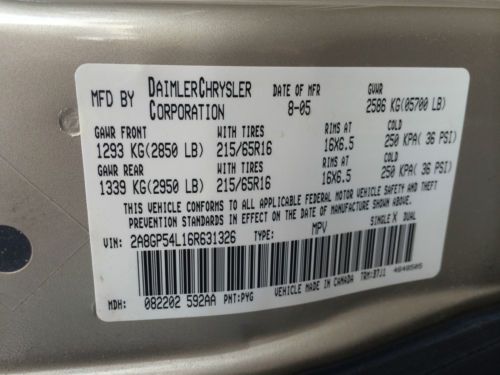 MFD BY DAIMLERCHRYSLER CORPORATION DATE OF MFR 8-05 GVWR 2586 KG(05700 LB)
GAWR FRONT WITH TIRES RIMS AT COLD
1293 KG(2850 LB) 215/65R16 16X6.5 250 KPA( 36 PSI)
GAWR REAR WITH TIRES RIMS AT COLD
1339 KG(2950 LB) 215/65R16 16X6.5 250 KPA( 36 PSI)
THIS VEHICLE CONFORMS TO ALL APPLICABLE FEDERAL MOTOR VEHICLE SAFETY AND THEFT
PREVENTION STANDARDS IN EFFECT ON THE DATE OF MANUFACTURE SHOWN ABOVE.
VIN: 2A8GP54L16R631326 TYPE: MPV SINGLE X DUAL
MDH: 082202 592AA PNT:PYG VEHICLE MADE IN CANADA TRM:B7J1 4648505